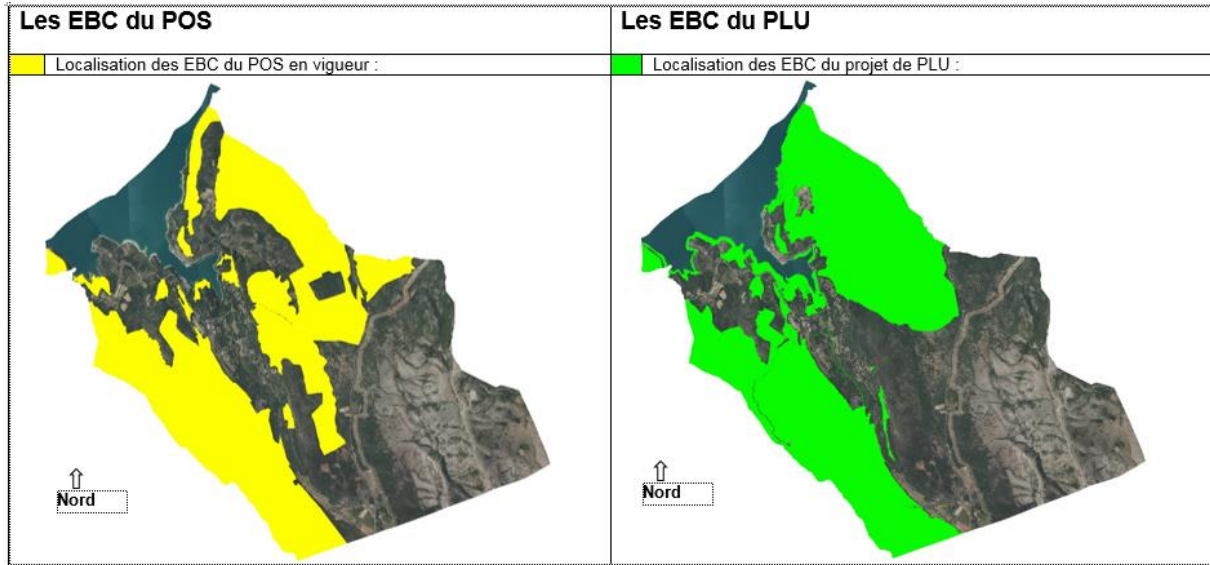 Les EBC du POS
Localisation des EBC du POS en vigueur :
Nord
Les EBC du PLU
Localisation des EBC du projet de PLU :
Nord